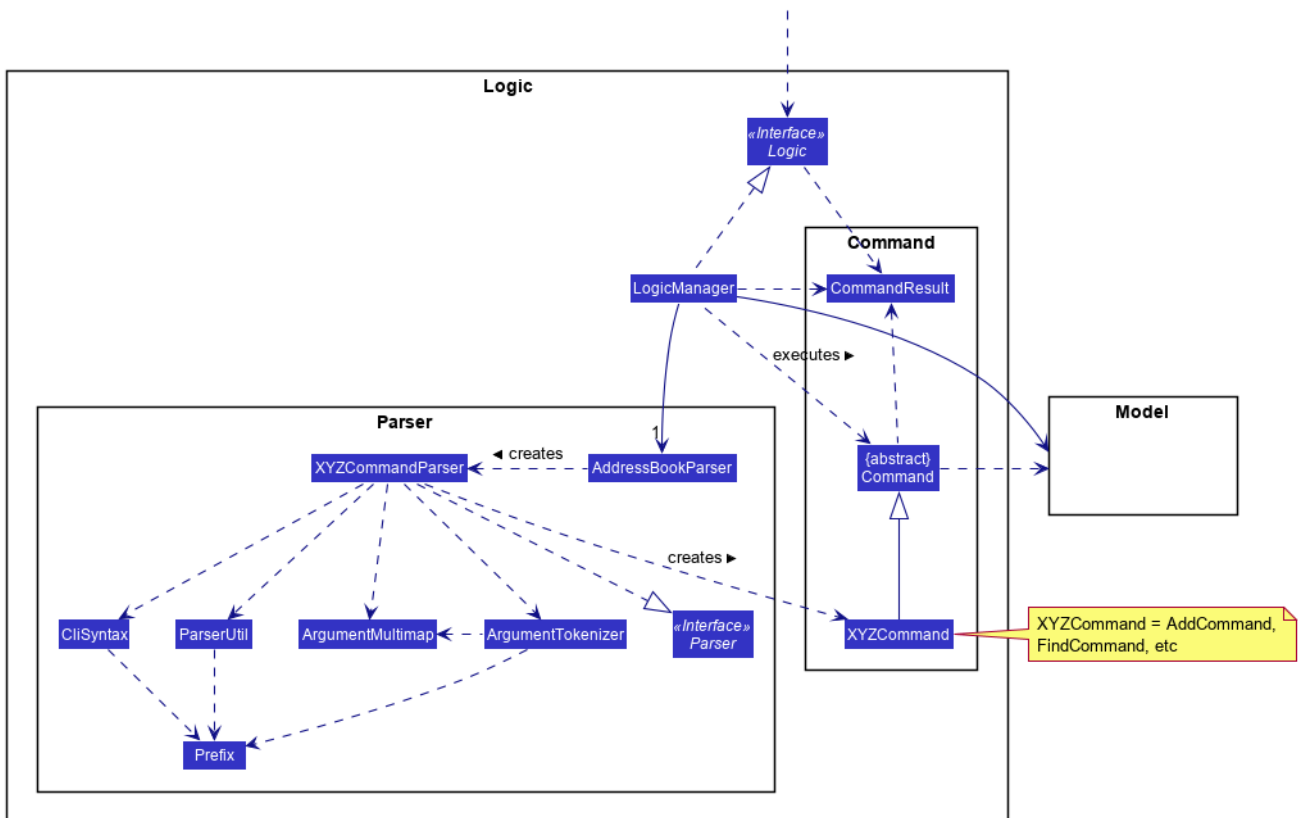 Logic
«Interface»
Logic
Command
LogicManager
CommandResult
executes ►
Model
Parser
1
{abstract}
Command
XYZCommandParser
◄ creates
AddressBookParser
creates ►
CliSyntax
ParserUtil
ArgumentMultimap
ArgumentTokenizer
«Interface»
Parser
XYZCommand
XYZCommand = AddCommand,
FindCommand, etc
Prefix